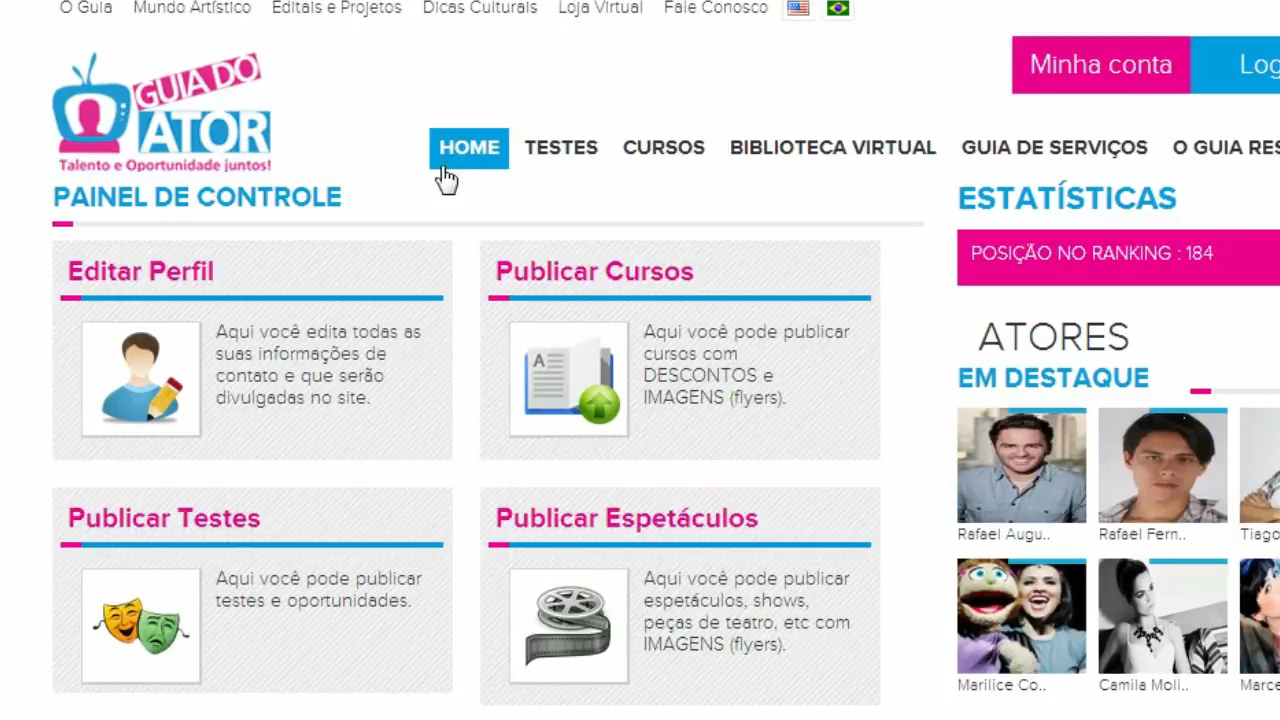 O Guia Mundo Artístico Editais e Projetos Dicas Culturais Loja Virtual Fale Conosco
Minha conta Log
GUIA DO
ATOR
Talento e Oportunidade juntos!
HOME TESTES CURSOS BIBLIOTECA VIRTUAL GUIA DE SERVIÇOS O GUIA RES
PAINEL DE CONTROLE
Editar Perfil
Aqui você edita todas as
suas informações de
contato e que serão
divulgadas no site.
Publicar Cursos
A
Aqui você pode publicar
cursos com
DESCONTOS e
IMAGENS (flyers).
Publicar Testes
Aqui você pode publicar
testes e oportunidades.
Publicar Espetáculos
Aqui você pode publicar
espetáculos, shows,
peças de teatro, etc com
IMAGENS (flyers).
ESTATÍSTICAS
POSIÇÃO NO RANKING : 184
ATORES
EM DESTAQUE
Rafael Augu.. Rafael Fern.. Tiago
Marilice Co.. Camila Moli.. Marce